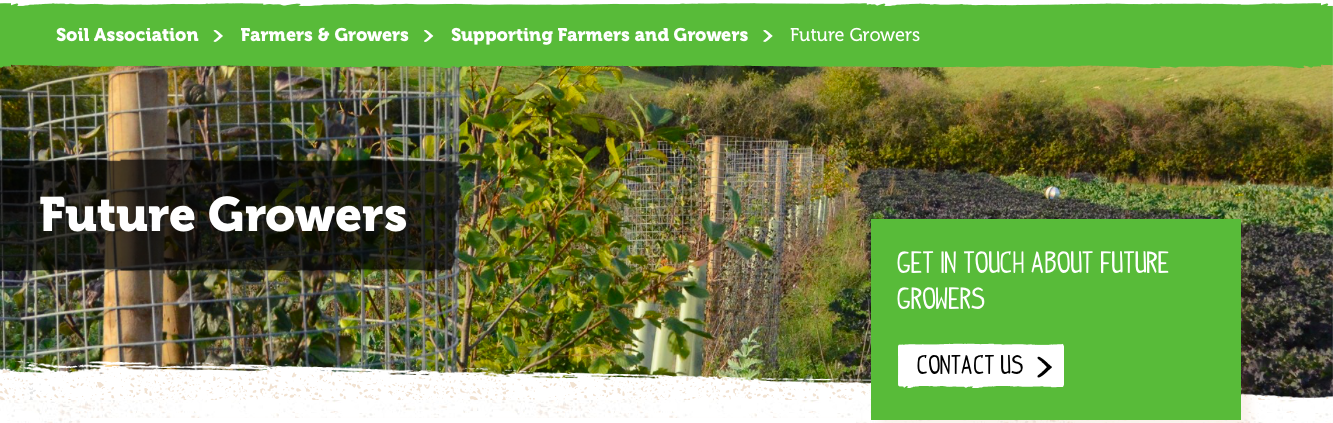 Soil Association > Farmers & Growers > Supporting Farmers and Growers > Future Growers
Future Growers
GET IN TOUCH ABOUT FUTURE
GROWERS
CONTACT US >